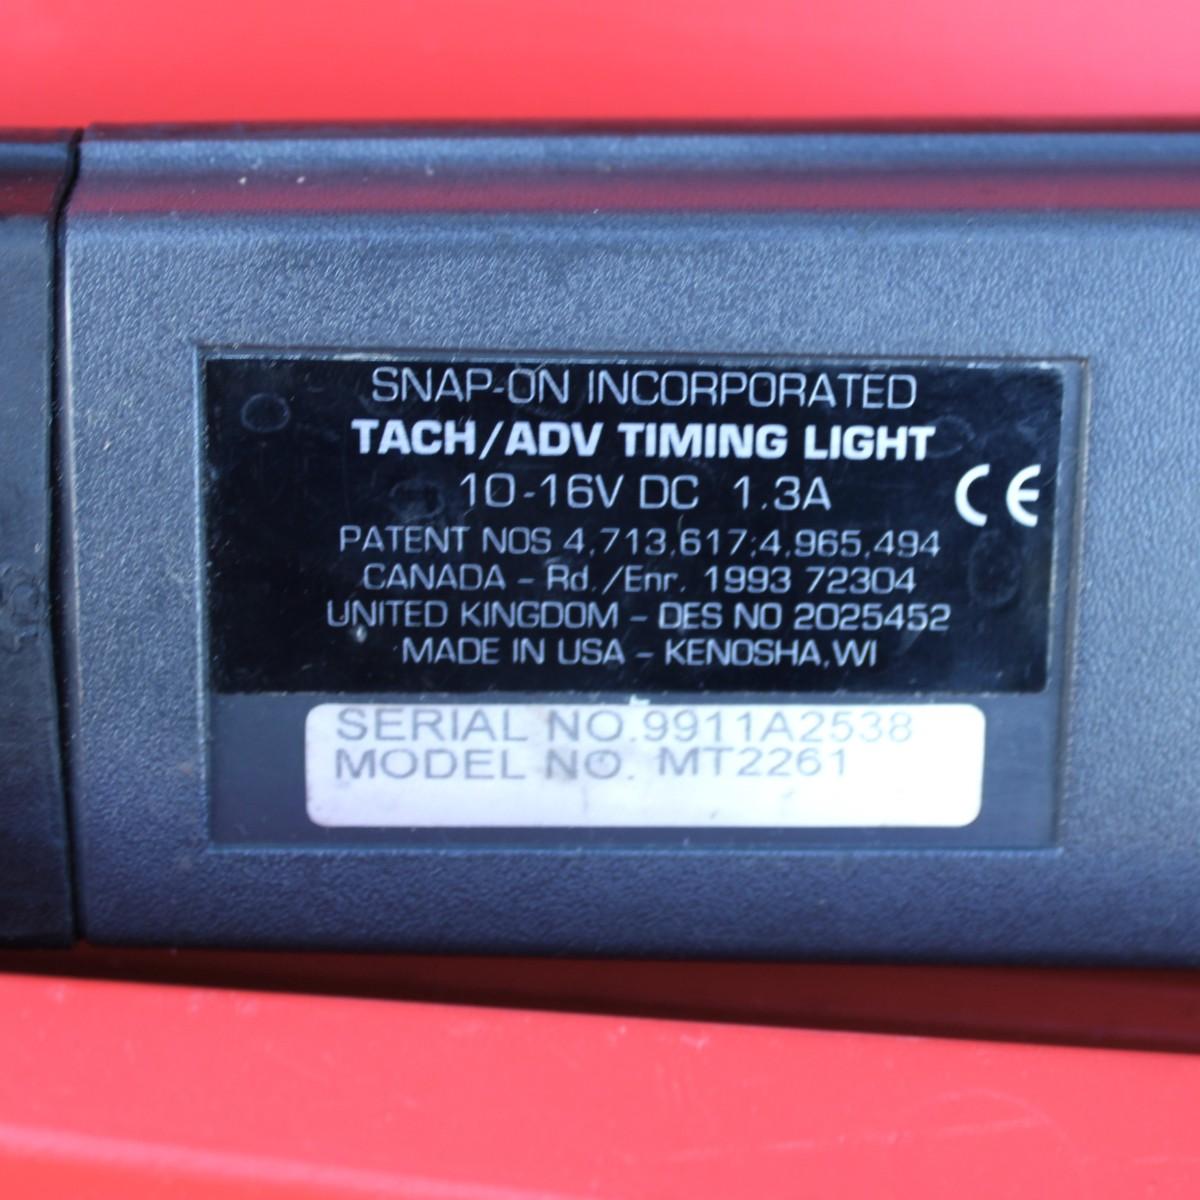 SNAP-ON INCORPORATED
TACH/ADV TIMING LIGHT
10-16V DC 1.3A
CE
PATENT NOS 4,713,617;4,965,494
CANADA - Rd./Enr. 1993 72304
UNITED KINGDOM - DES NO 2025452
MADE IN USA - KENOSHA,WI
SERIAL NO.9911A2538
MODEL NO. MT2261